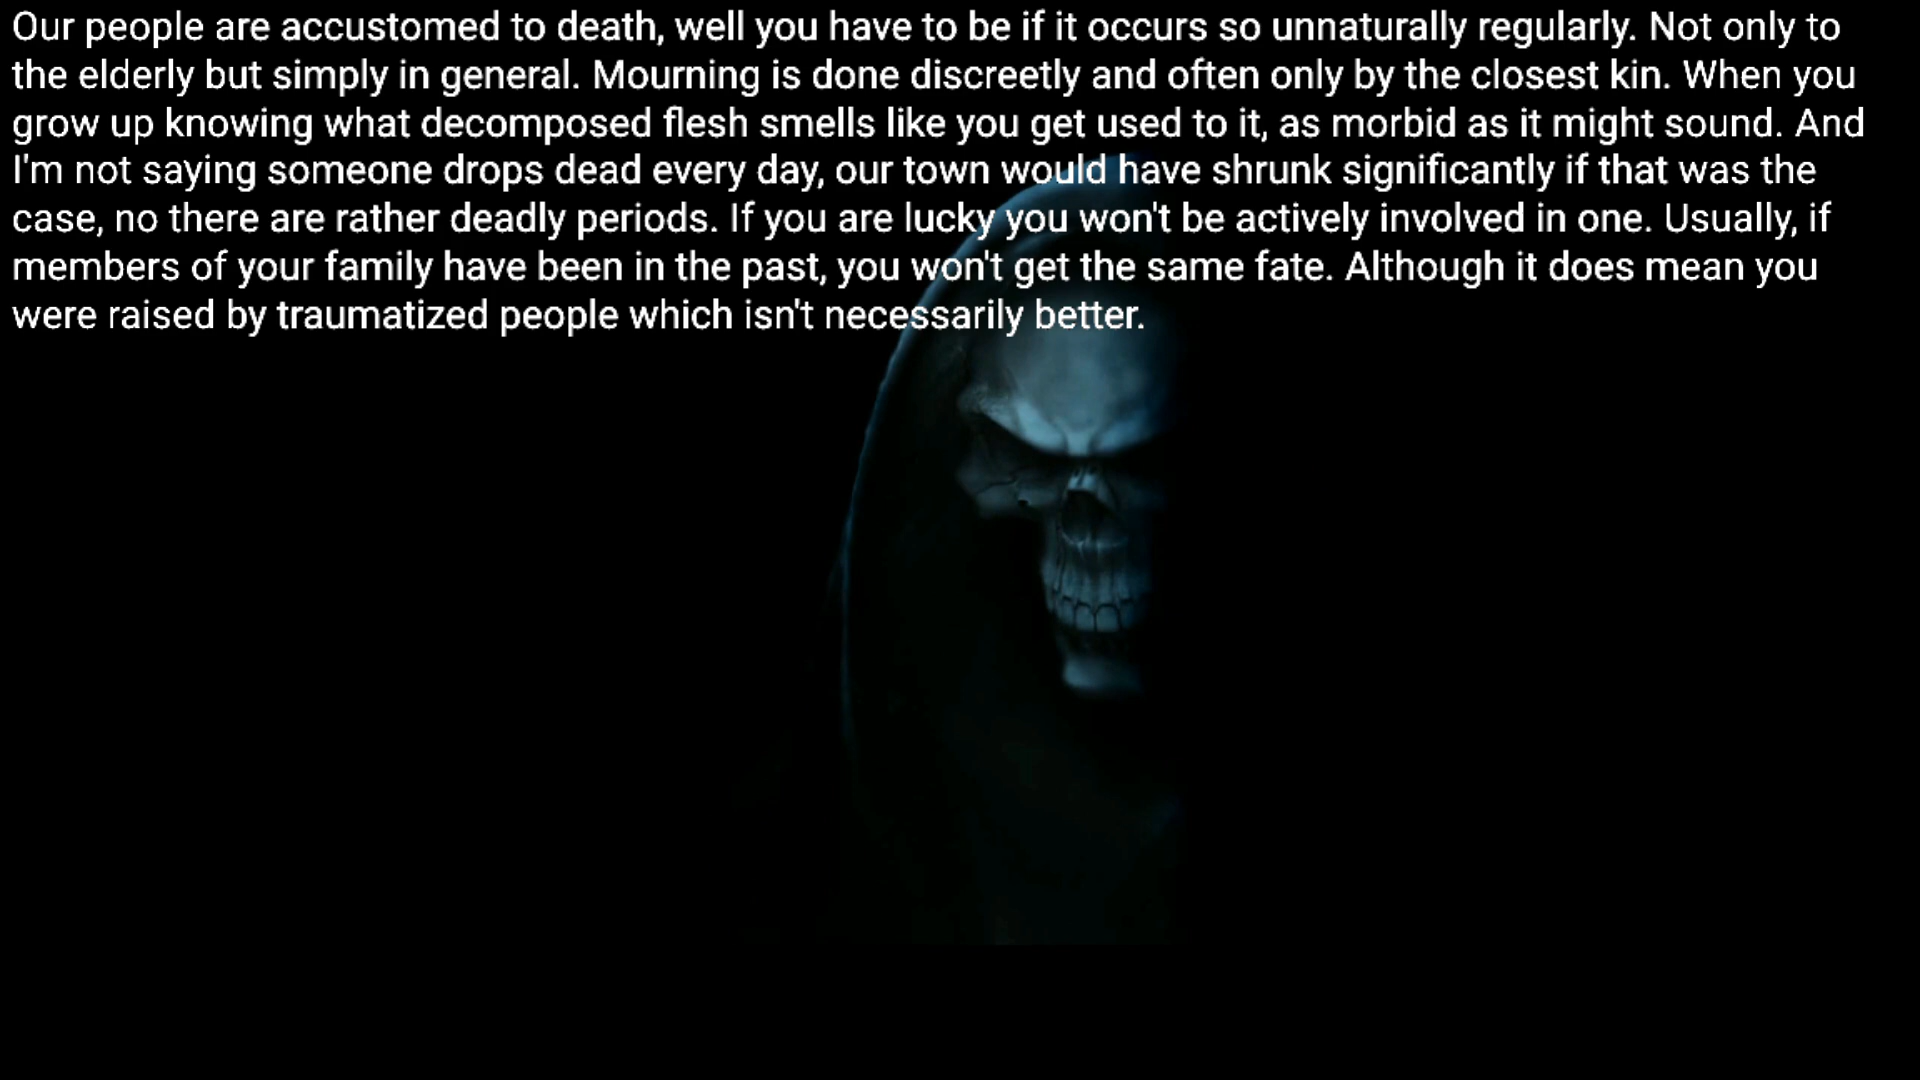 Our people are accustomed to death, well you have to be if it occurs so unnaturally regularly. Not only to
the elderly but simply in general. Mourning is done discreetly and often only by the closest kin. When you
grow up knowing what decomposed flesh smells like you get used to it, as morbid as it might sound. And
I'm not saying someone drops dead every day, our town would have shrunk significantly if that was the
case, no there are rather deadly periods. If you are lucky you won't be actively involved in one. Usually, if
members of your family have been in the past, you won't get the same fate. Although it does mean you
were raised by traumatized people which isn't necessarily better.